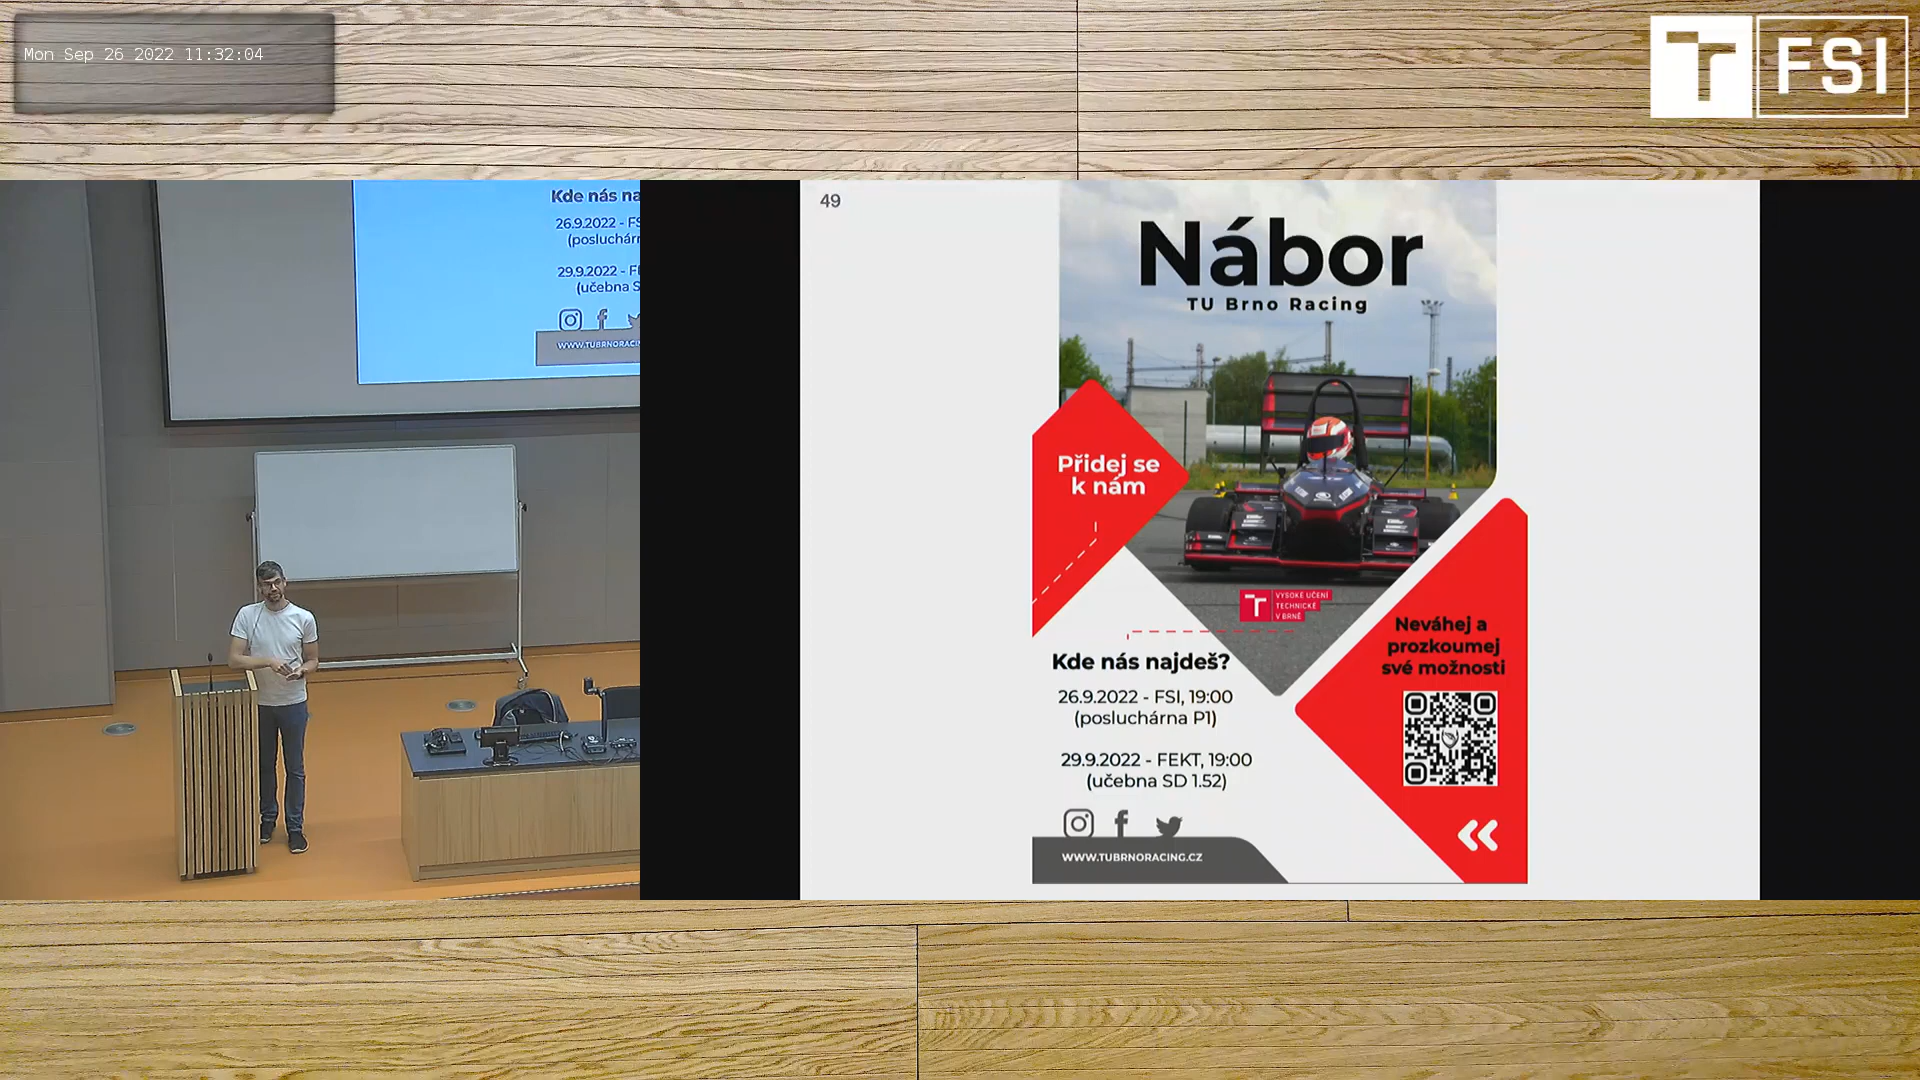 Mon Sep 26 2022 11:32:04
T FSI
Kde nás na
26.9.2022 - FS
(posluchár
29.9.2022 - F
(učebna S
WWW.TUBRNORACIN
49
Nábor
TU Brno Racing
Přidej se
k nám
VYSOKÉ UČENÍ
TECHNICKÉ
V BRNĚ
Kde nás najdeš?
26.9.2022 - FSI, 19:00
(posluchárna P1)
29.9.2022 - FEKT, 19:00
(učebna SD 1.52)
WWW.TUBRNORACING.CZ
Neváhej a
prozkoumej
své možnosti